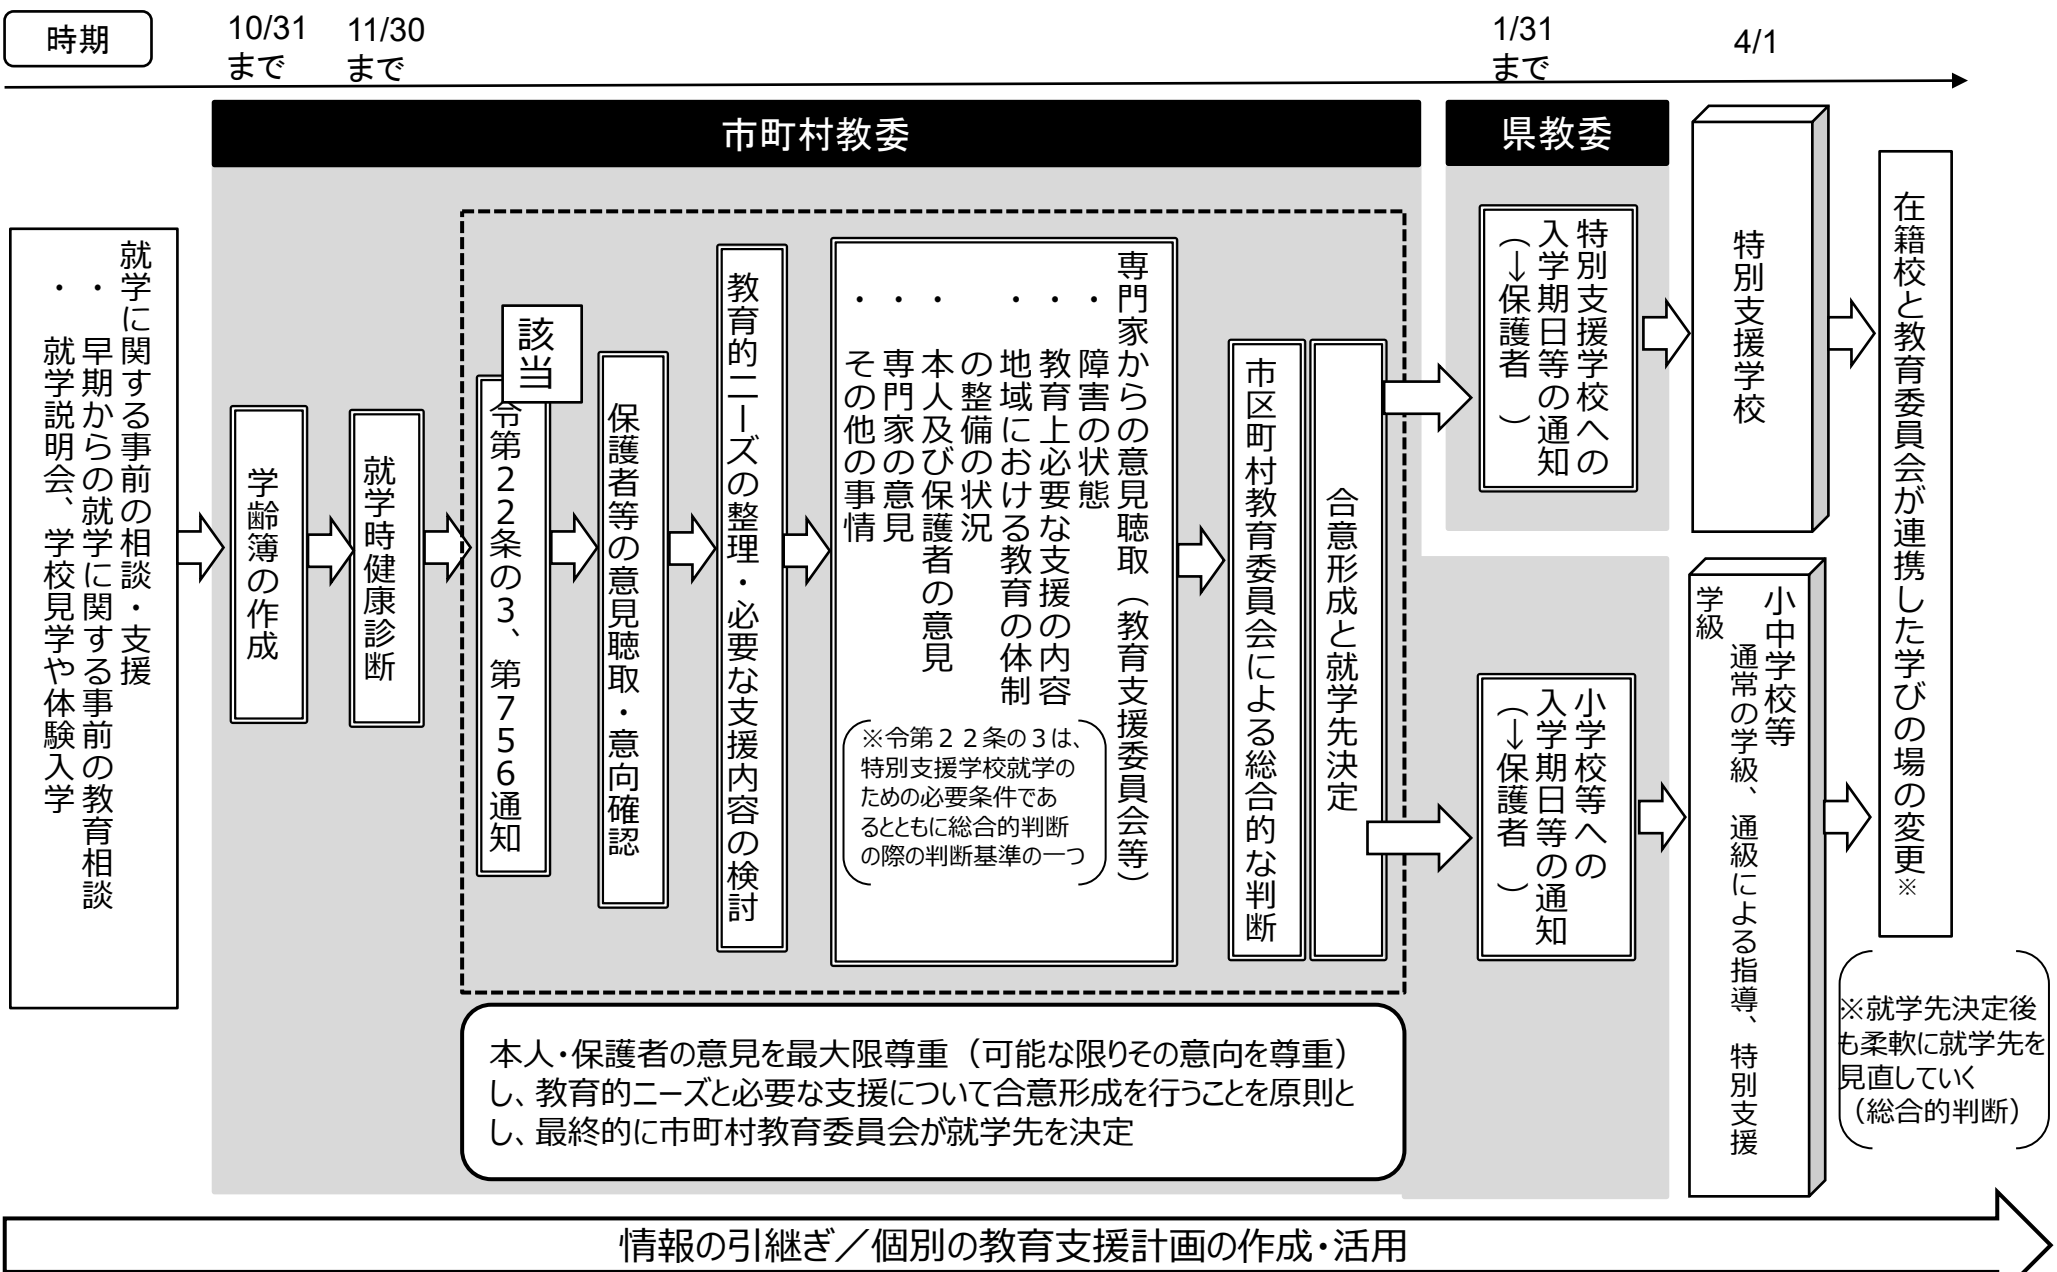 時期
10/31
まで
11/30
まで
1/31
まで
4/1
市町村教委
県教委
就学に関する事前の相談・支援
・早期からの就学に関する事前の教育相談
・就学説明会、学校見学や体験入学
学齢簿の作成
就学時健康診断
該当
令第22条の3、第756通知
保護者等の意見聴取・意向確認
教育的ニーズの整理・必要な支援内容の検討
専門家からの意見聴取（教育支援委員会等）
・障害の状態
・教育上必要な支援の内容
・地域における教育の体制
の整備の状況
・本人及び保護者の意見
・専門家の意見
・その他の事情
※令第２２条の３は、
特別支援学校就学の
ための必要条件であ
るとともに総合的判断
の際の判断基準の一つ
市区町村教育委員会による総合的な判断
合意形成と就学先決定
特別支援学校への
入学期日等の通知
（→保護者）
小学校等への
入学期日等の通知
（→保護者）
特別支援学校
小中学校等
通常の学級、通級による指導、特別支援
学級
在籍校と教育委員会が連携した学びの場の変更※
※就学先決定後
も柔軟に就学先を
見直していく
（総合的判断）
本人・保護者の意見を最大限尊重（可能な限りその意向を尊重）
し、教育的ニーズと必要な支援について合意形成を行うことを原則と
し、最終的に市町村教育委員会が就学先を決定
情報の引継ぎ／個別の教育支援計画の作成・活用